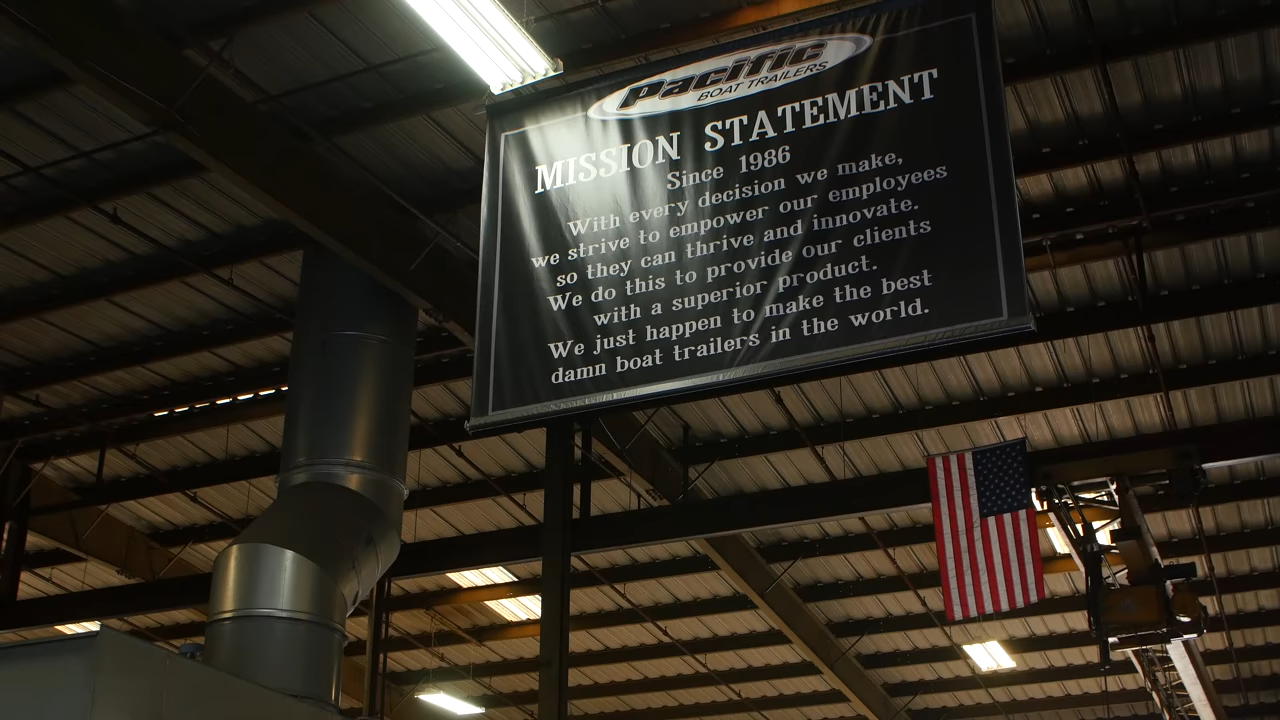 Pacific
BOAT TRAILERS
MISSION STATEMENT
Since 1986
With every decision we make,
we strive to empower our employees
so they can thrive and innovate.
We do this to provide our clients
with a superior product.
We just happen to make the best
damn boat trailers in the world.